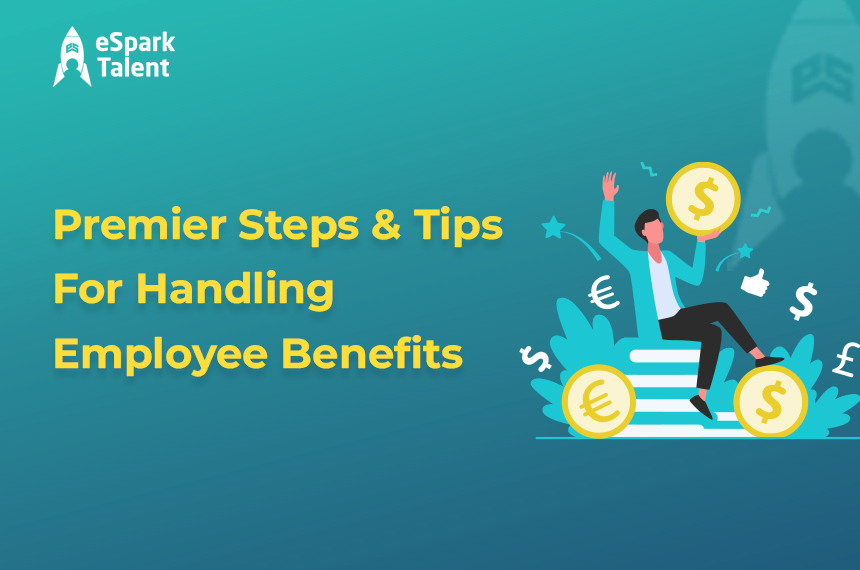 eSpark
Talent
Premier Steps & Tips
For Handling
Employee Benefits
$
€
$
$
£
€
$